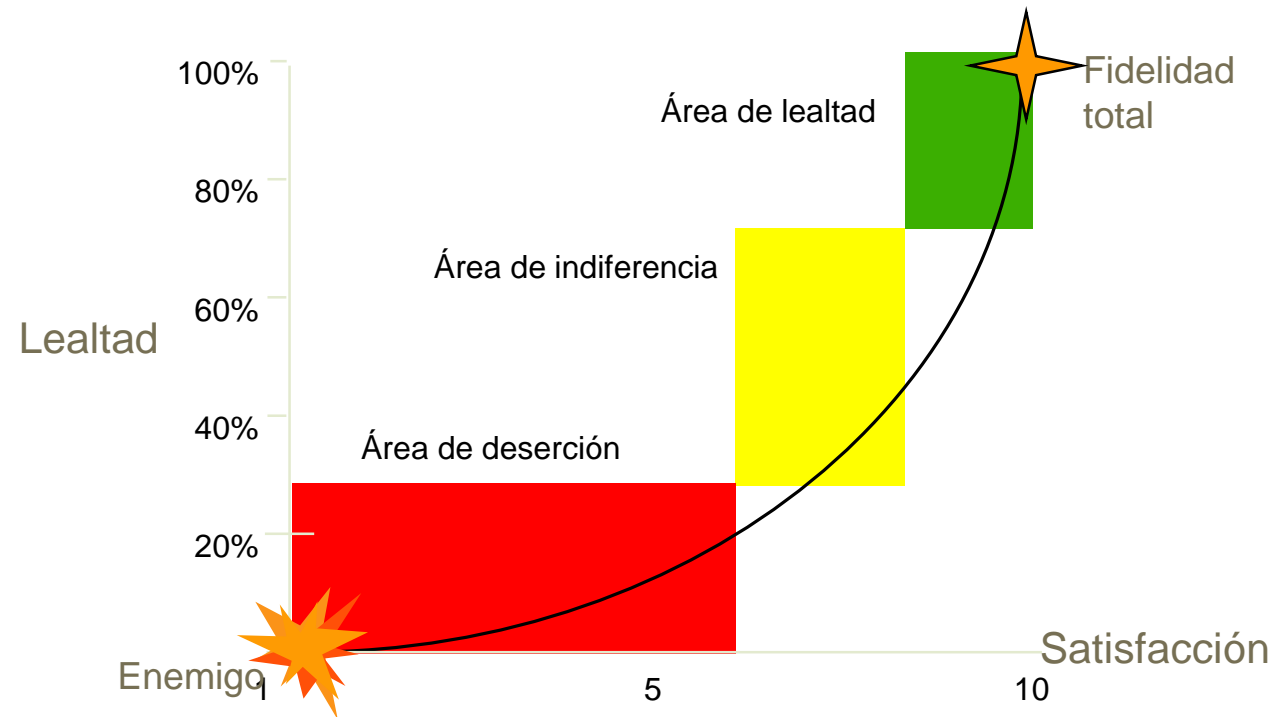 100%
Fidelidad
total
Área de lealtad
80%
Área de indiferencia
60%
Lealtad
40%
Área de deserción
20%
Satisfacción
Enemigo
1
5
10